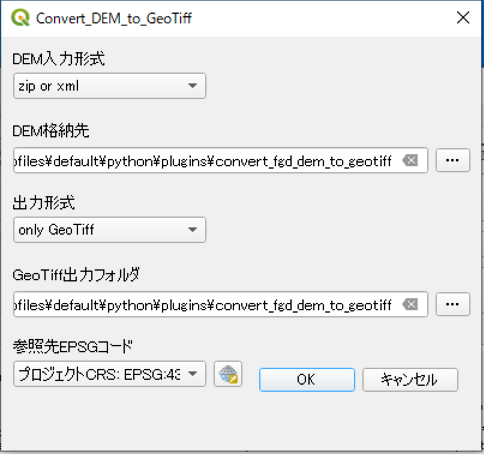 Convert_DEM_to_GeoTiff
DEM入力形式
zip or xml
DEM格納先
ofiles¥default¥python¥plugins¥convert_fgd_dem_to_geotiff
...
出力形式
only GeoTiff
GeoTiff出力フォルダ
ofiles¥default¥python¥plugins¥convert_fgd_dem_to_geotiff
...
参照先EPSGコード
プロジェクトCRS: EPSG:43
OK
キャンセル